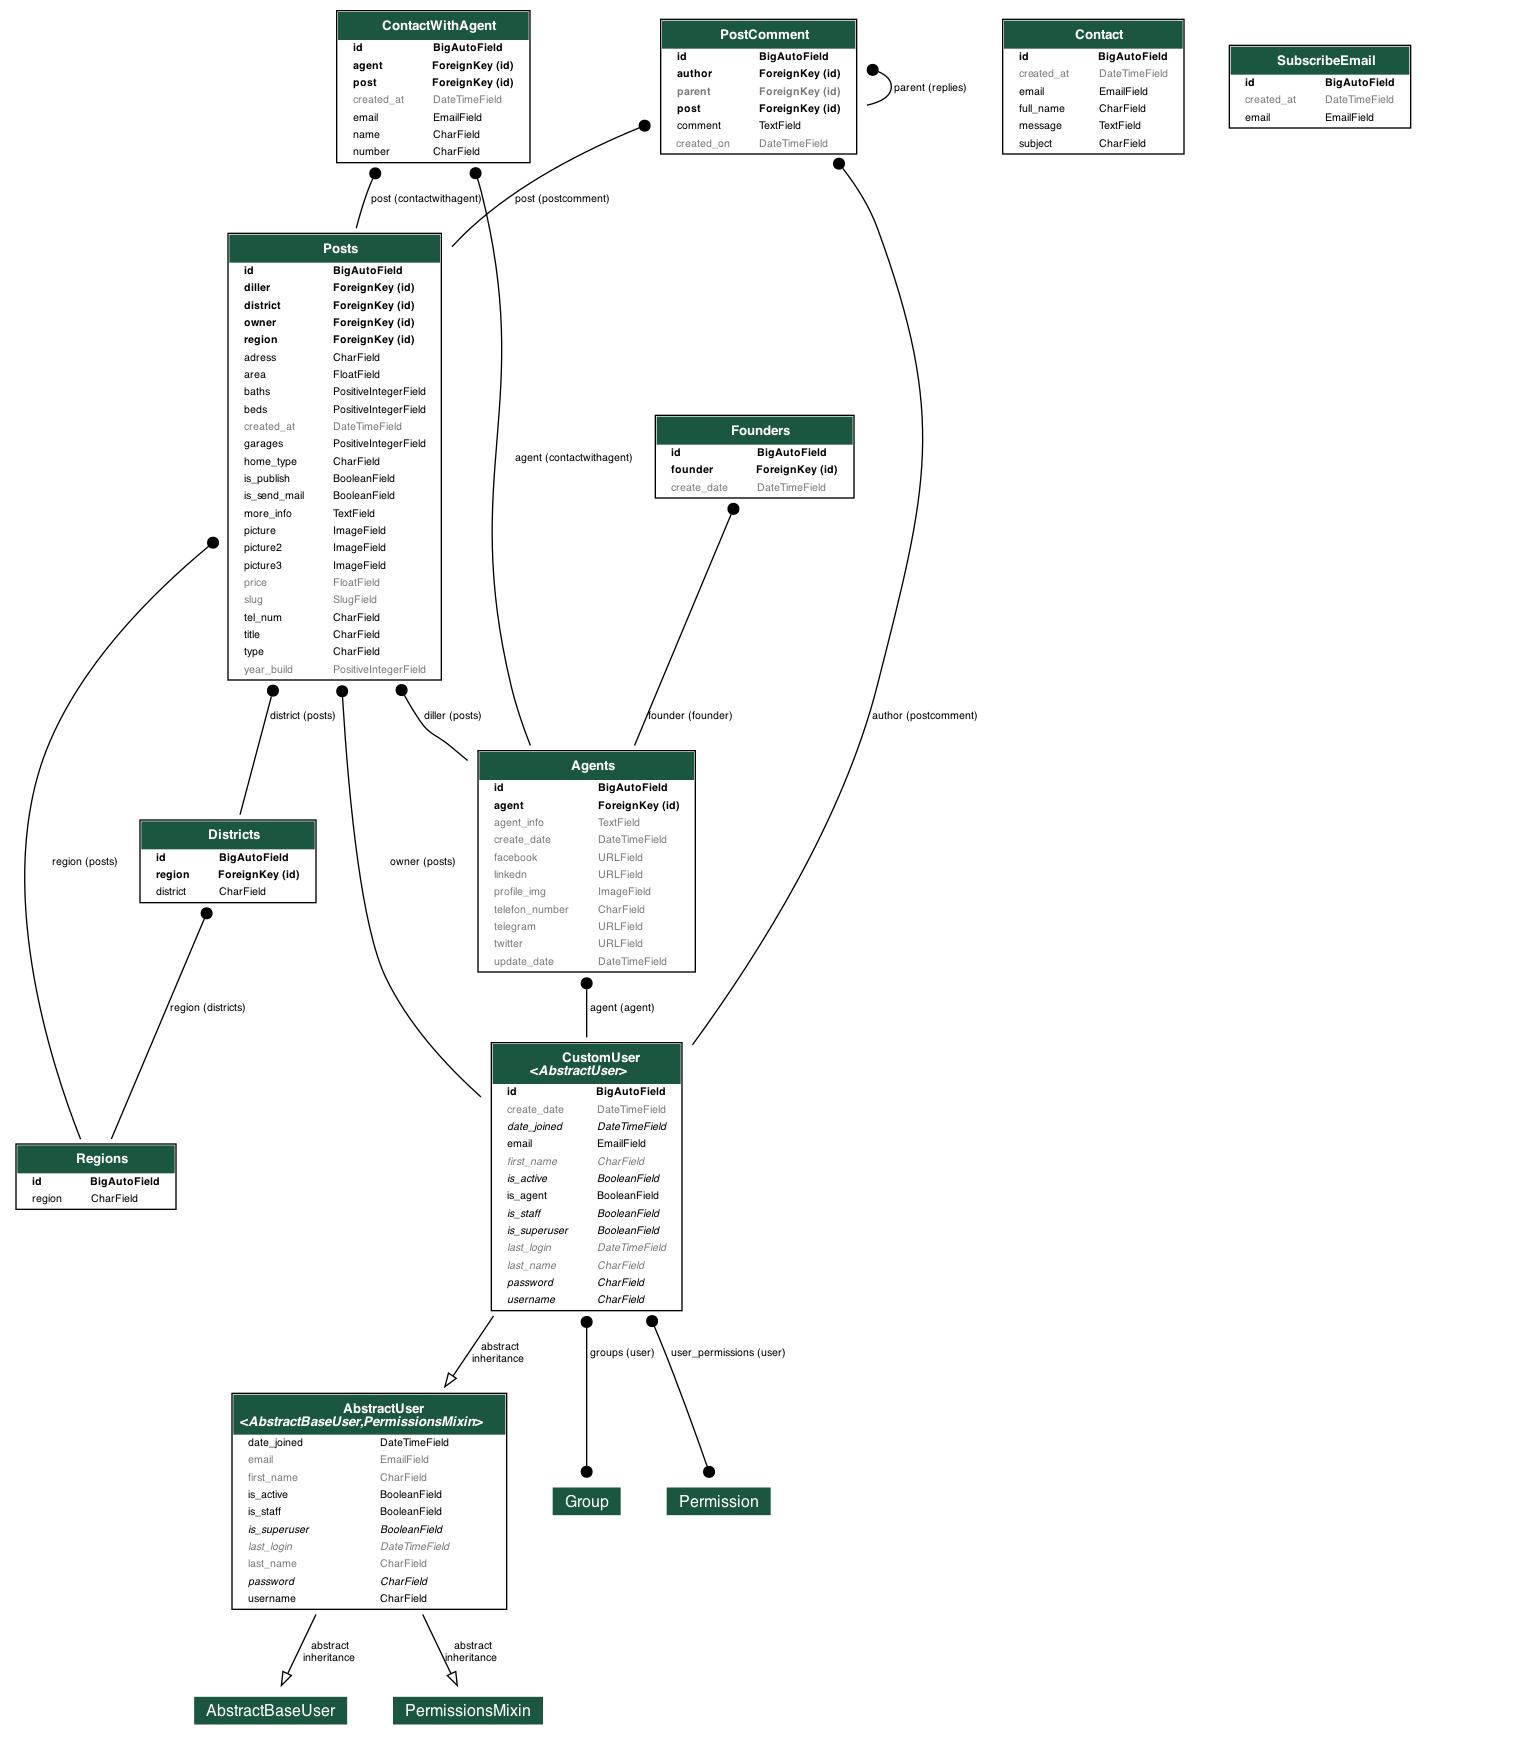 ContactWithAgent
id BigAutoField
agent ForeignKey (id)
post ForeignKey (id)
created_at DateTimeField
email EmailField
name CharField
number CharField
PostComment
id BigAutoField
author ForeignKey (id)
parent ForeignKey (id)
post ForeignKey (id)
comment TextField
created_on DateTimeField
parent (replies)
Contact
id BigAutoField
created_at DateTimeField
email EmailField
full_name CharField
message TextField
subject CharField
SubscribeEmail
id BigAutoField
created_at DateTimeField
email EmailField
post (contactwithagent)
post (postcomment)
Posts
id BigAutoField
diller ForeignKey (id)
district ForeignKey (id)
owner ForeignKey (id)
region ForeignKey (id)
adress CharField
area FloatField
baths PositiveIntegerField
beds PositiveIntegerField
created_at DateTimeField
garages PositiveIntegerField
home_type CharField
is_publish BooleanField
is_send_mail BooleanField
more_info TextField
picture ImageField
picture2 ImageField
picture3 ImageField
price FloatField
slug SlugField
tel_num CharField
title CharField
type CharField
year_build PositiveIntegerField
agent (contactwithagent)
Founders
id BigAutoField
founder ForeignKey (id)
create_date DateTimeField
district (posts)
diller (posts)
founder (founder)
author (postcomment)
Agents
id BigAutoField
agent ForeignKey (id)
agent_info TextField
create_date DateTimeField
facebook URLField
linkedn URLField
profile_img ImageField
telefon_number CharField
telegram URLField
twitter URLField
update_date DateTimeField
Districts
id BigAutoField
region ForeignKey (id)
district CharField
region (posts)
owner (posts)
region (districts)
agent (agent)
CustomUser
<AbstractUser>
id BigAutoField
create_date DateTimeField
date_joined DateTimeField
email EmailField
first_name CharField
is_active BooleanField
is_agent BooleanField
is_staff BooleanField
is_superuser BooleanField
last_login DateTimeField
last_name CharField
password CharField
username CharField
Regions
id BigAutoField
region CharField
abstract
inheritance
groups (user)
user_permissions (user)
AbstractUser
<AbstractBaseUser,PermissionsMixin>
date_joined DateTimeField
email EmailField
first_name CharField
is_active BooleanField
is_staff BooleanField
is_superuser BooleanField
last_login DateTimeField
last_name CharField
password CharField
username CharField
Group
Permission
abstract
inheritance
abstract
inheritance
AbstractBaseUser
PermissionsMixin